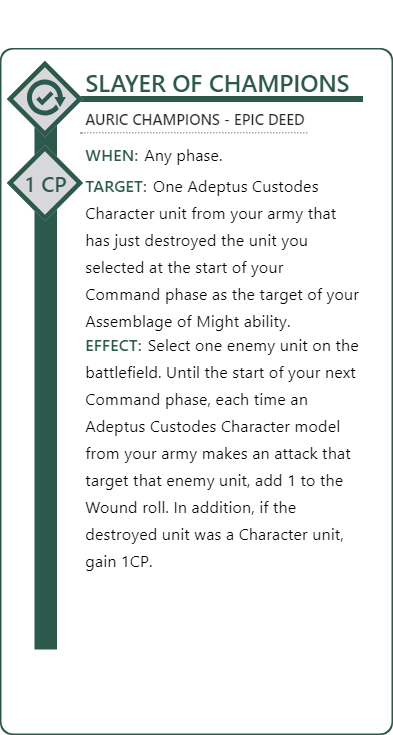 SLAYER OF CHAMPIONS
AURIC CHAMPIONS - EPIC DEED
WHEN: Any phase.
1 CP
TARGET: One Adeptus Custodes
Character unit from your army that
has just destroyed the unit you
selected at the start of your
Command phase as the target of your
Assemblage of Might ability.
EFFECT: Select one enemy unit on the
battlefield. Until the start of your next
Command phase, each time an
Adeptus Custodes Character model
from your army makes an attack that
target that enemy unit, add 1 to the
Wound roll. In addition, if the
destroyed unit was a Character unit,
gain 1CP.